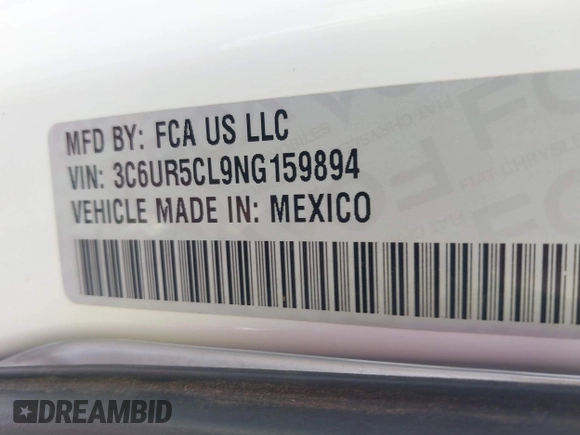 MFD BY: FCA US LLC
VIN: 3C6UR5CL9NG159894
VEHICLE MADE IN: MEXICO
DREAMBID